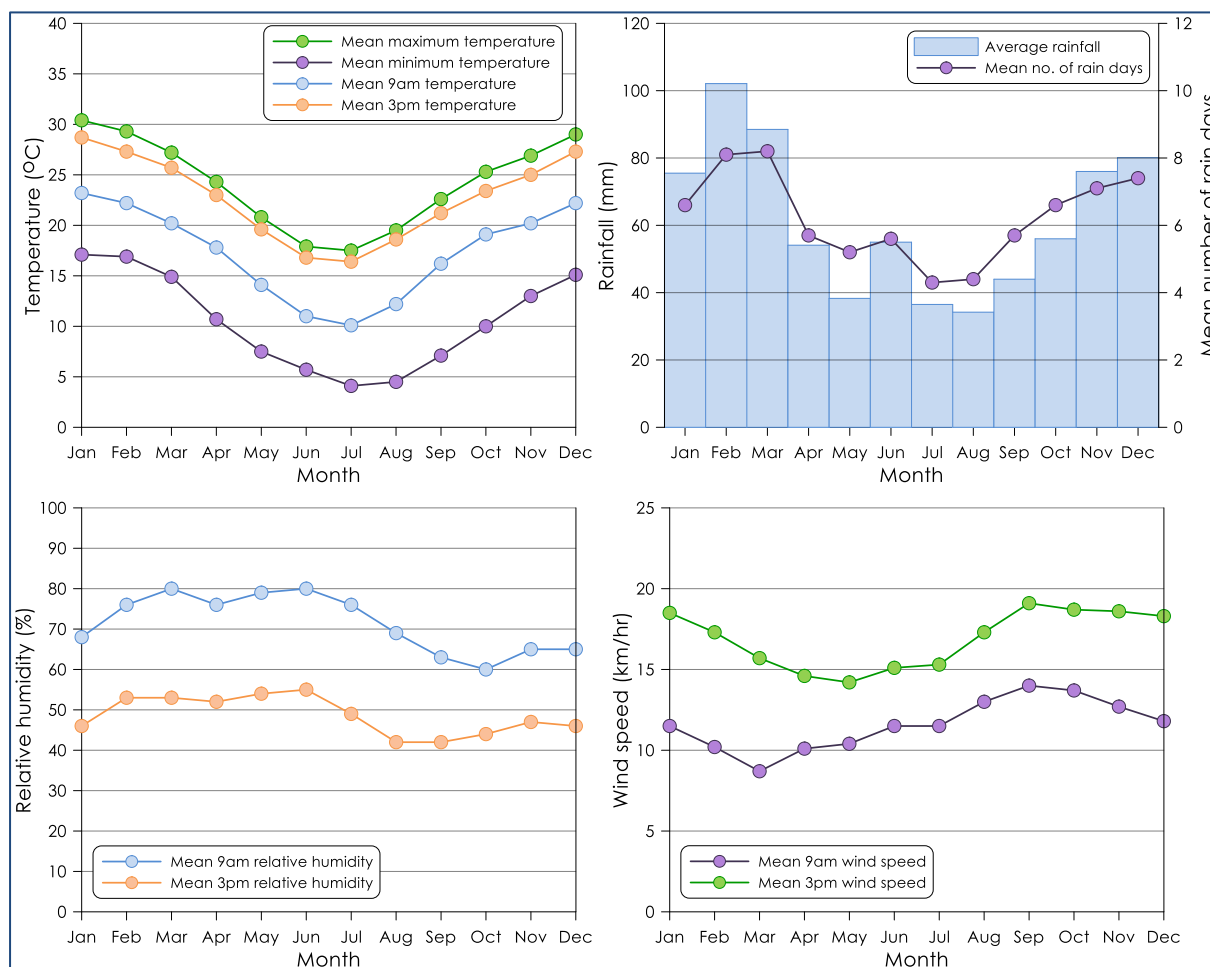 40
35
30
25
20
15
10
5
0
Temperature (°C)
Mean maximum temperature
Mean minimum temperature
Mean 9am temperature
Mean 3pm temperature
Jan Feb Mar Apr May Jun Jul Aug Sep Oct Nov Dec
Month
120
100
80
60
40
20
0
Rainfall (mm)
Average rainfall
Mean no. of rain days
12
10
8
6
4
2
0
Mean number of rain days
Jan Feb Mar Apr May Jun Jul Aug Sep Oct Nov Dec
Month
100
90
80
70
60
50
40
30
20
10
0
Relative humidity (%)
Mean 9am relative humidity
Mean 3pm relative humidity
Jan Feb Mar Apr May Jun Jul Aug Sep Oct Nov Dec
Month
25
20
15
10
5
0
Wind speed (km/hr)
Mean 9am wind speed
Mean 3pm wind speed
Jan Feb Mar Apr May Jun Jul Aug Sep Oct Nov Dec
Month